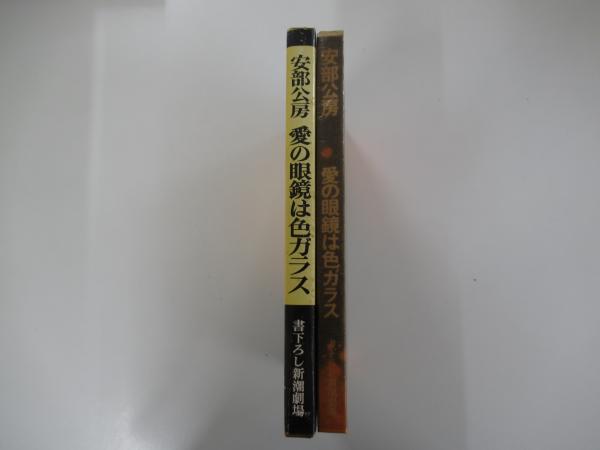 安部公房 愛の眼鏡は色ガラス
書下ろし新潮劇場
安部公房
愛の眼鏡は色ガラス